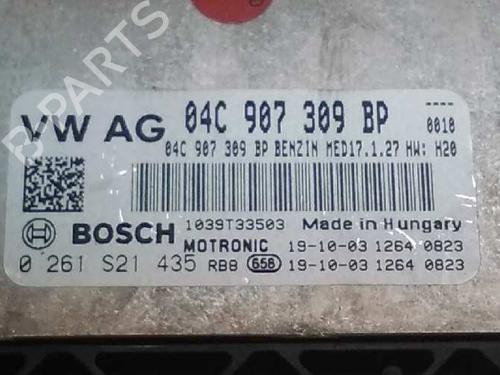 B-PARTS
VW AG 04C 907 309 BP
----
0010
04C 907 309 BP BENZIN MED17.1.27 HW: H20
BOSCH 1039T33503 Made in Hungary
MOTRONIC 19-10-03 1264 0823
0 261 S21 435 RB8 658 19-10-03 1264 0823